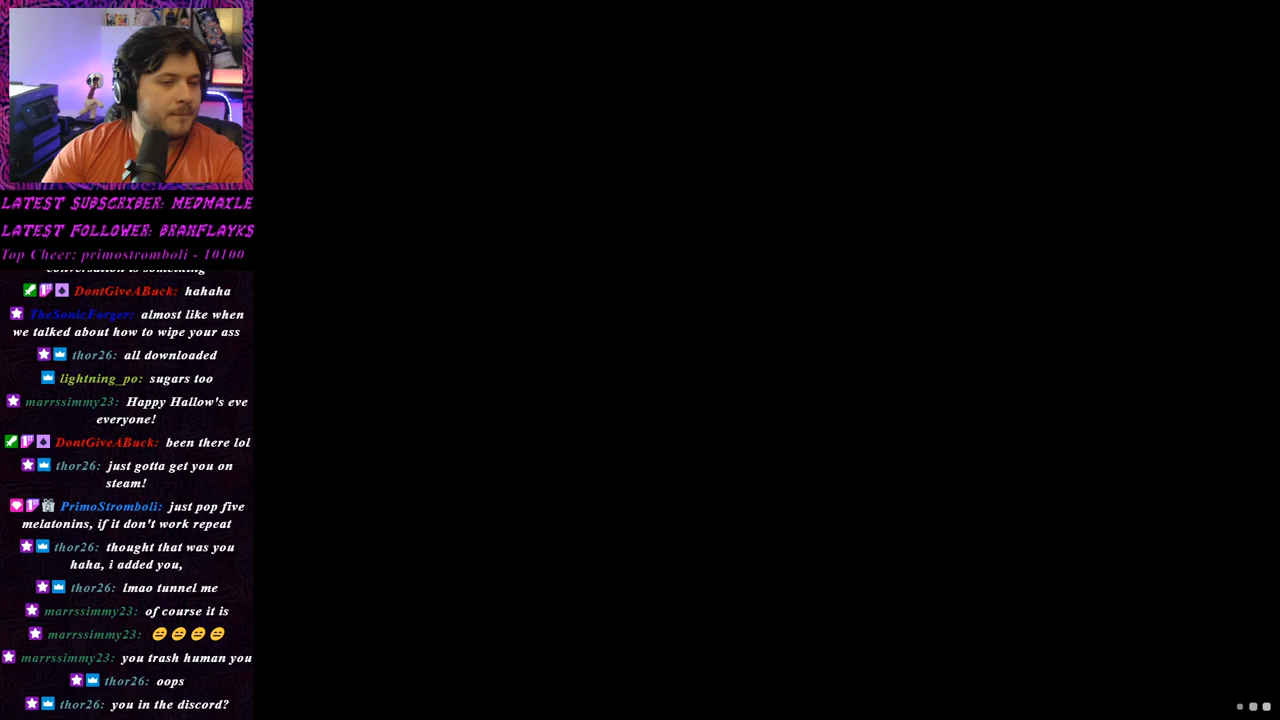 LATEST SUBSCRIBER: MEDMAILE
LATEST FOLLOWER: BRANFLAYKS
Top Cheer: primostromboli - 10100
conversation is something
DontGiveABuck: hahaha
TheSonicForger: almost like when
we talked about how to wipe your ass
thor26: all downloaded
lightning_po: sugars too
marrssimmy23: Happy Hallow's eve
everyone!
DontGiveABuck: been there lol
thor26: just gotta get you on
steam!
PrimoStromboli: just pop five
melatonins, if it don't work repeat
thor26: thought that was you
haha, i added you,
thor26: lmao tunnel me
marrssimmy23: of course it is
marrssimmy23: 😑 😑 😑 😑
marrssimmy23: you trash human you
thor26: oops
thor26: you in the discord?